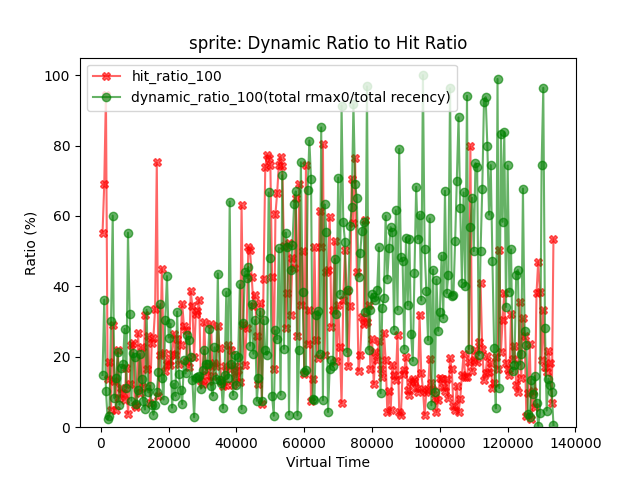 sprite: Dynamic Ratio to Hit Ratio
hit_ratio_100
dynamic_ratio_100(total rmax0/total recency)
Ratio (%)
100
80
60
40
20
0
0 20000 40000 60000 80000 100000 120000 140000
Virtual Time